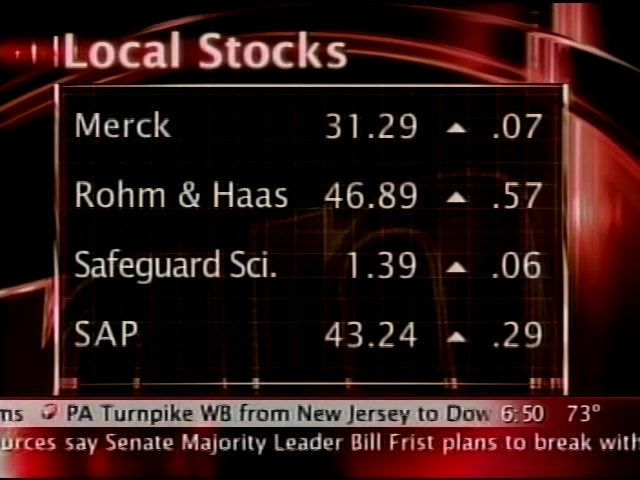 Local Stocks
Merck 31.29 ▲ .07
Rohm & Haas 46.89 ▲ .57
Safeguard Sci. 1.39 ▲ .06
SAP 43.24 ▲ .29
ms PA Turnpike WB from New Jersey to Dow 6:50 73°
urces say Senate Majority Leader Bill Frist plans to break with